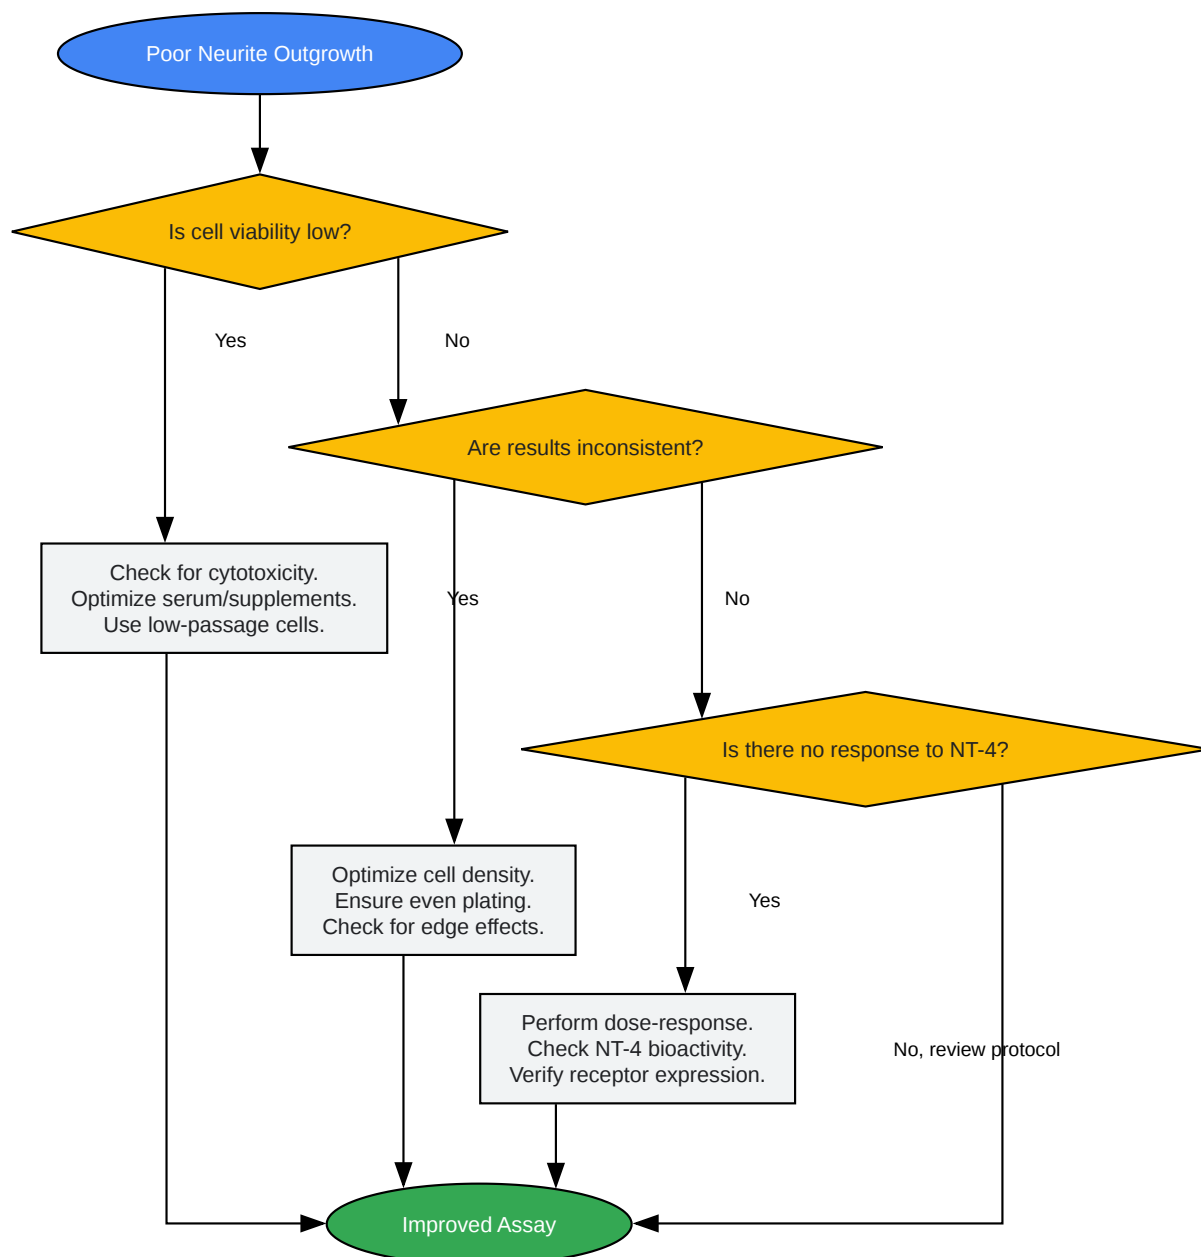 Poor Neurite Outgrowth
Is cell viability low?
Yes
No
Are results inconsistent?
Check for cytotoxicity.
Optimize serum/supplements.
Use low-passage cells.
Yes
No
Is there no response to NT-4?
Optimize cell density.
Ensure even plating.
Check for edge effects.
Yes
Perform dose-response.
Check NT-4 bioactivity.
Verify receptor expression.
No, review protocol
Improved Assay